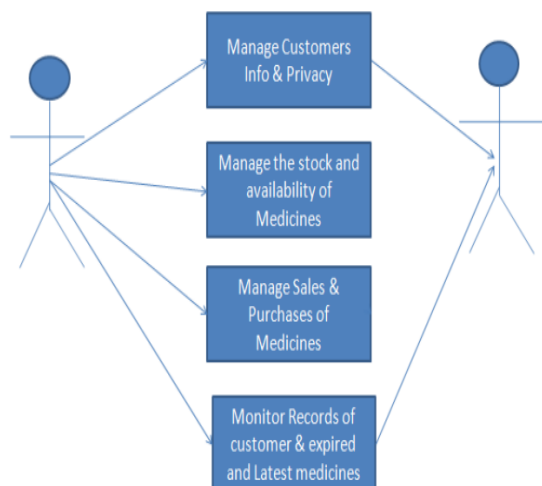 Manage Customers
Info & Privacy
Manage the stock and
availability of
Medicines
Manage Sales &
Purchases of
Medicines
Monitor Records of
customer & expired
and Latest medicines